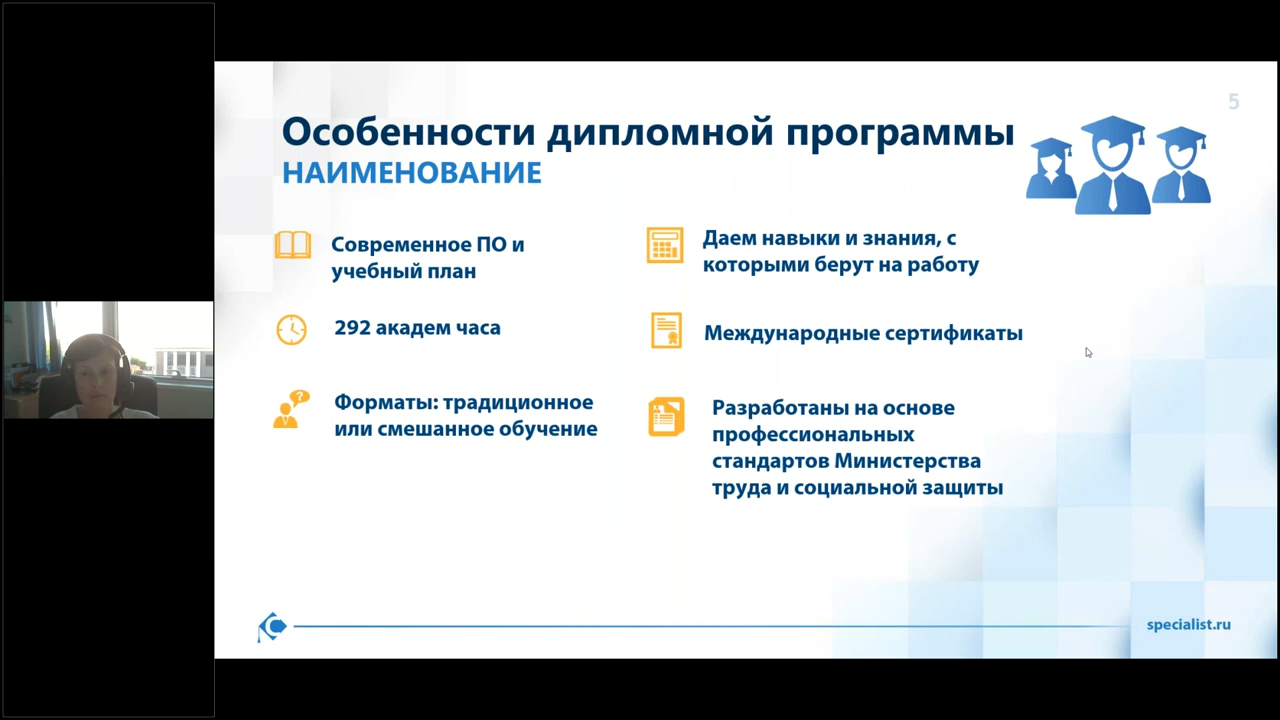 5
Особенности дипломной программы
НАИМЕНОВАНИЕ
Современное ПО и
учебный план
292 академ часа
Форматы: традиционное
или смешанное обучение
Даем навыки и знания, с
которыми берут на работу
Международные сертификаты
Разработаны на основе
профессиональных
стандартов Министерства
труда и социальной защиты
specialist.ru